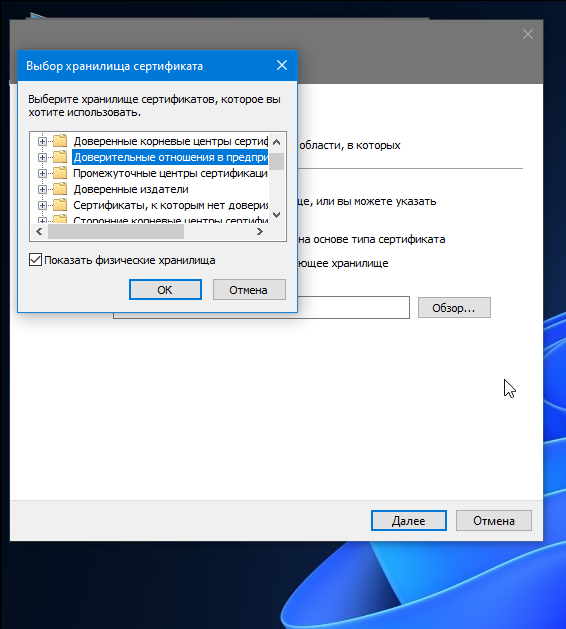 Выбор хранилища сертификата
Выберите хранилище сертификатов, которое вы
хотите использовать.
Доверенные корневые центры сертиф
Доверительные отношения в предпри
Промежуточные центры сертификаци
Доверенные издатели
Сертификаты, к которым нет доверия
Сторонние корневые центры сертифи
Показать физические хранилища
ОК
Отмена
области, в которых
ще, или вы можете указать
на основе типа сертификата
ющее хранилище
Обзор...
Далее
Отмена